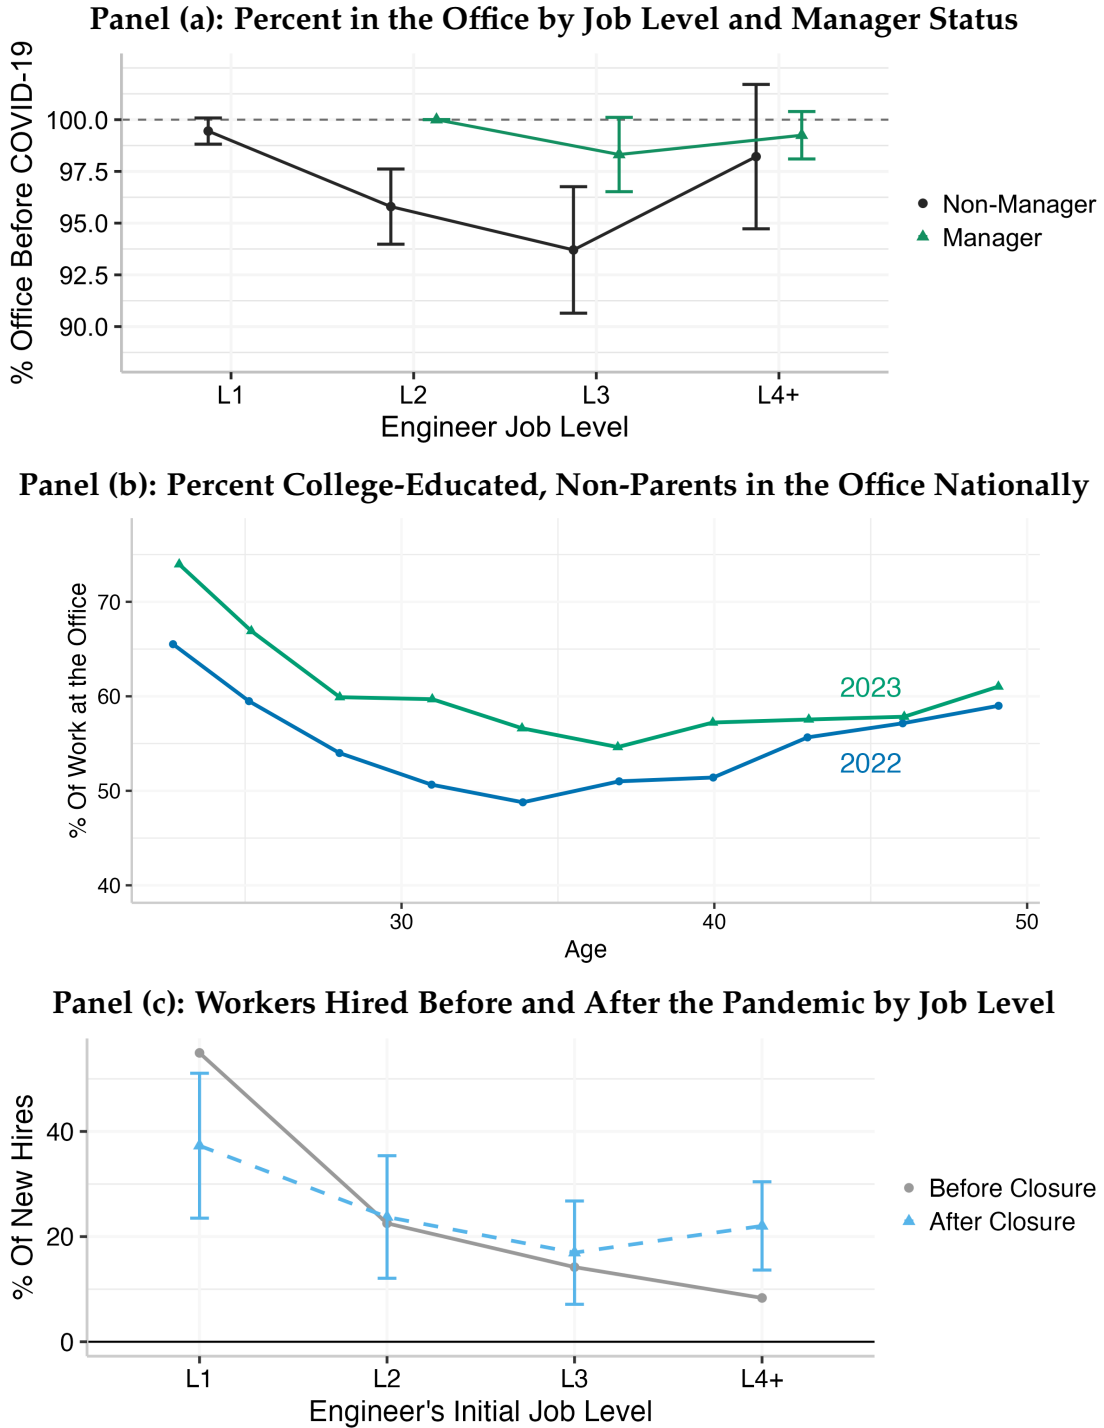 Panel (a): Percent in the Office by Job Level and Manager Status
% Office Before COVID-19
100.0
97.5
95.0
92.5
90.0
L1
L2
L3
L4+
Engineer Job Level
Non-Manager
Manager
Panel (b): Percent College-Educated, Non-Parents in the Office Nationally
% Of Work at the Office
70
60
50
40
2023
2022
30
40
50
Age
Panel (c): Workers Hired Before and After the Pandemic by Job Level
% Of New Hires
40
20
0
L1
L2
L3
L4+
Engineer's Initial Job Level
Before Closure
After Closure